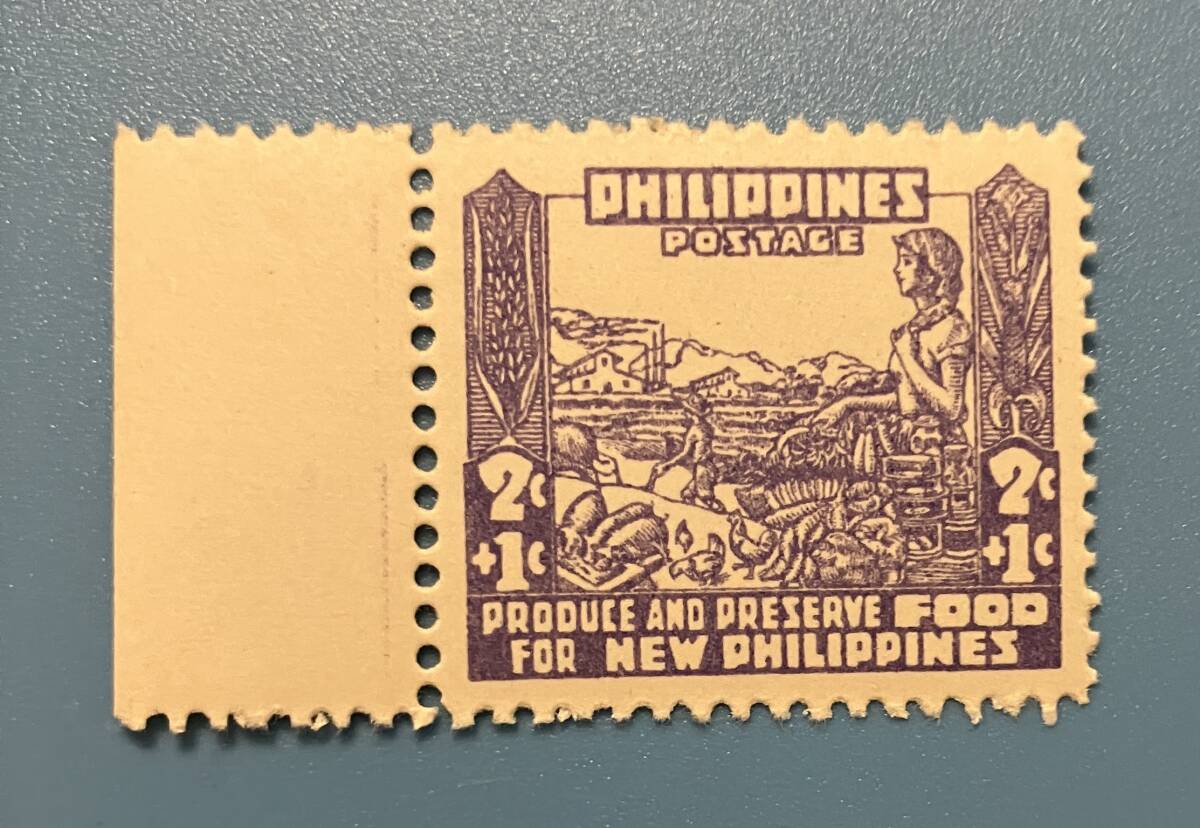 PHILIPPINES
POSTAGE
2c
+1c
2c
+1c
PRODUCE AND PRESERVE FOOD
FOR NEW PHILIPPINES